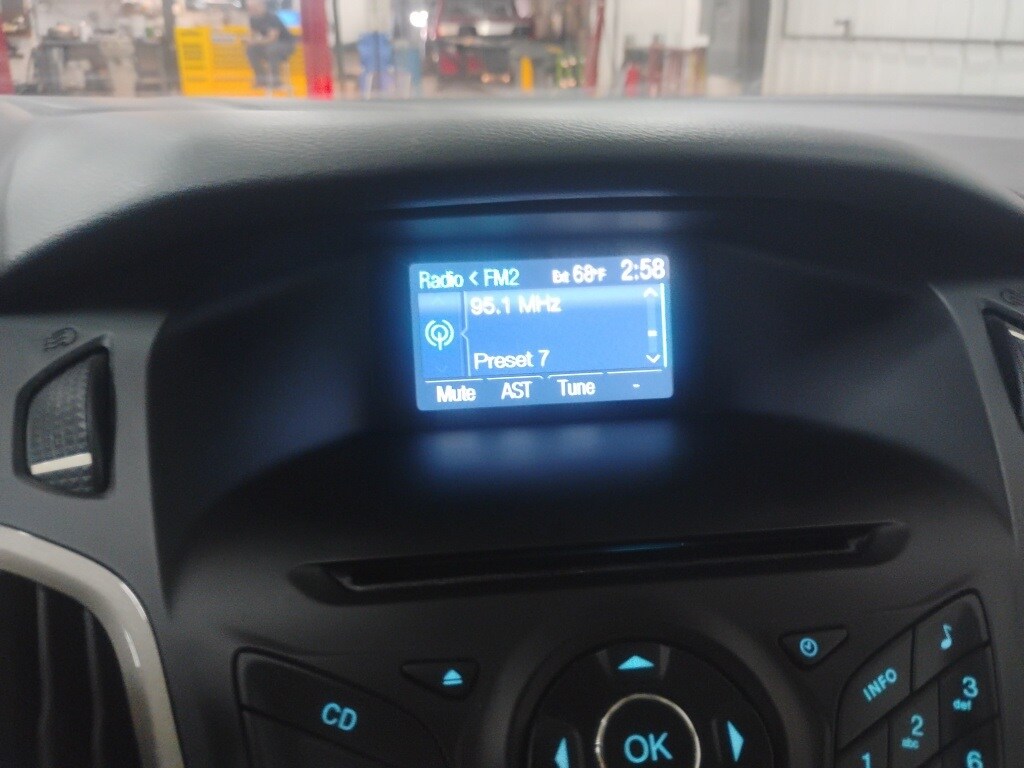 Radio < FM2 Ext 68°F 2:58
95.1 MHz
Preset 7
Mute AST Tune -
CD
OK
INFO
1
2
abc
3
def
6